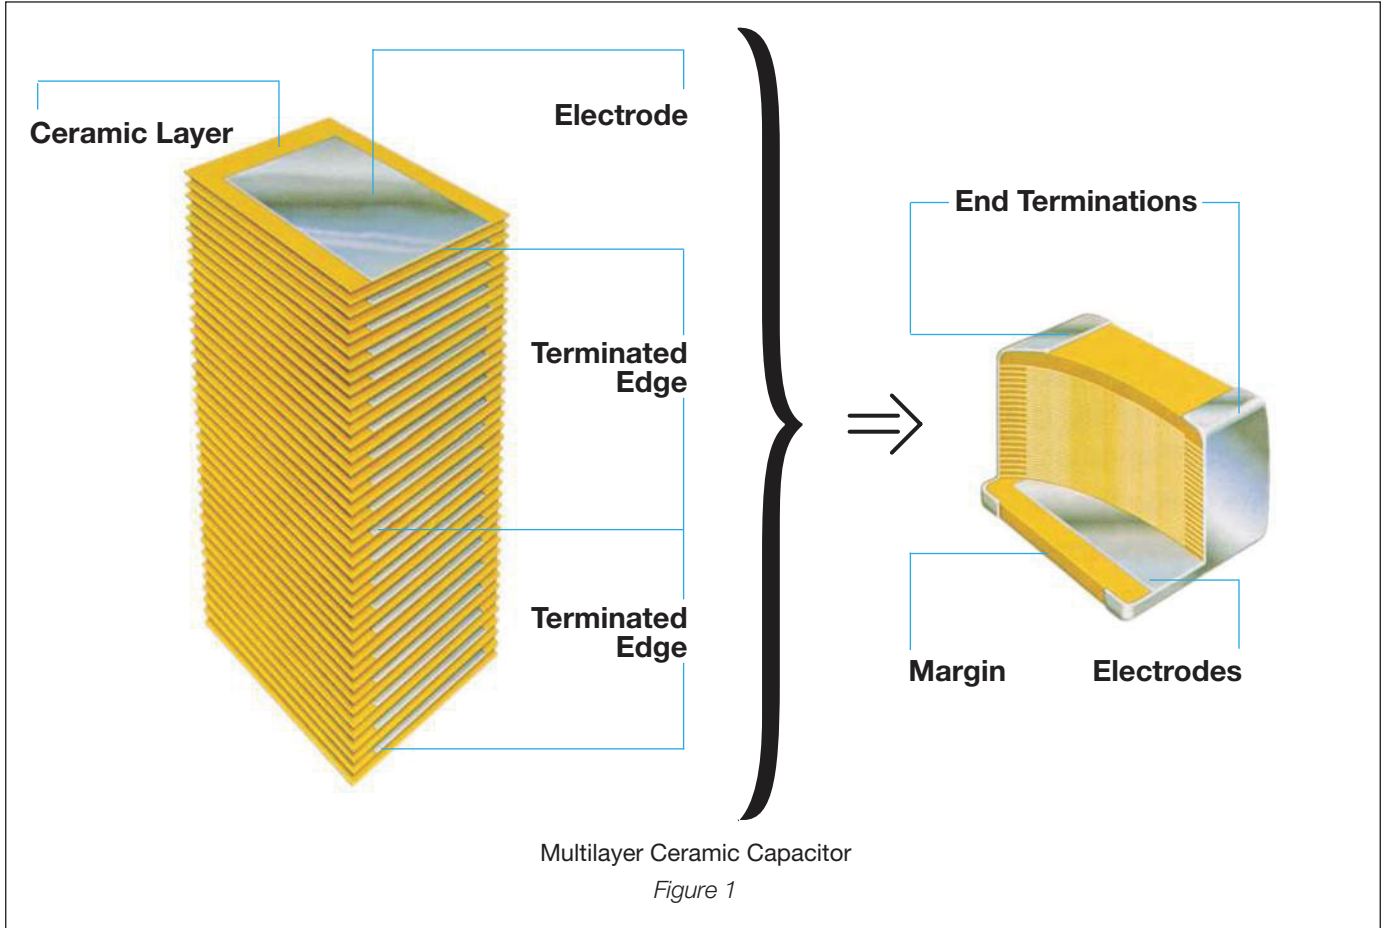 Ceramic Layer
Electrode
Terminated
Edge
Terminated
Edge
End Terminations
Margin
Electrodes
Multilayer Ceramic Capacitor
Figure 1